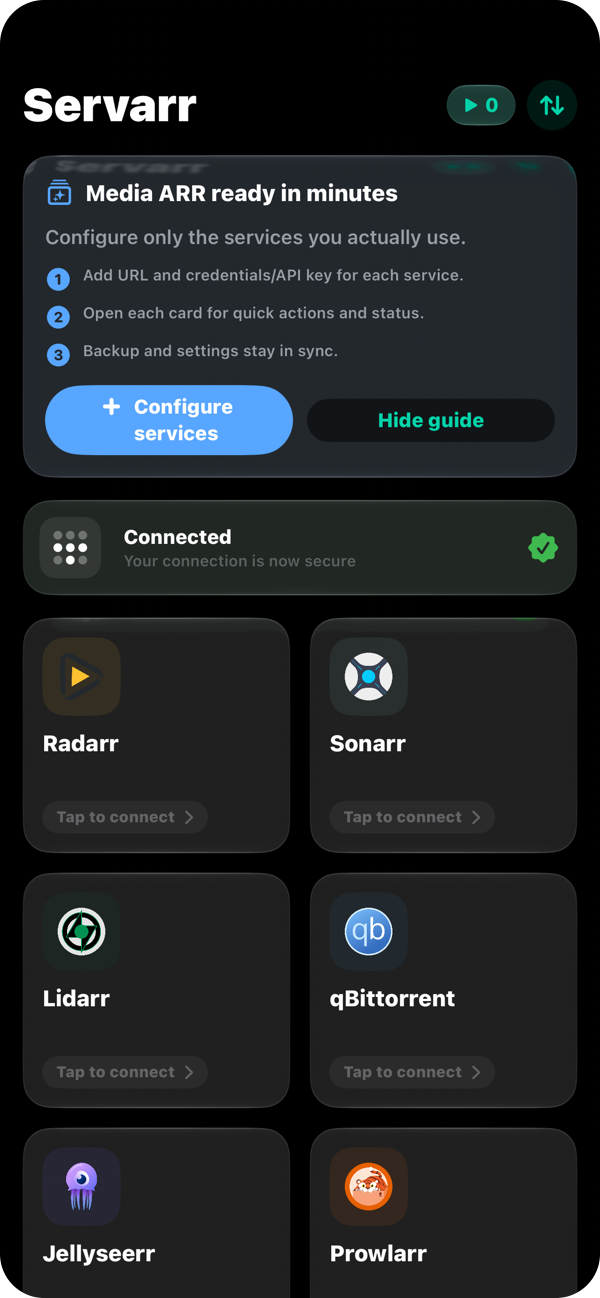 Servarr
0
Servarr
Media ARR ready in minutes
Configure only the services you actually use.
1 Add URL and credentials/API key for each service.
2 Open each card for quick actions and status.
3 Backup and settings stay in sync.
Configure
services
Hide guide
Connected
Your connection is now secure
Radarr
Sonarr
Tap to connect
Tap to connect
Lidarr
qb
qBittorrent
Tap to connect
Tap to connect
Jellyseerr
Prowlarr